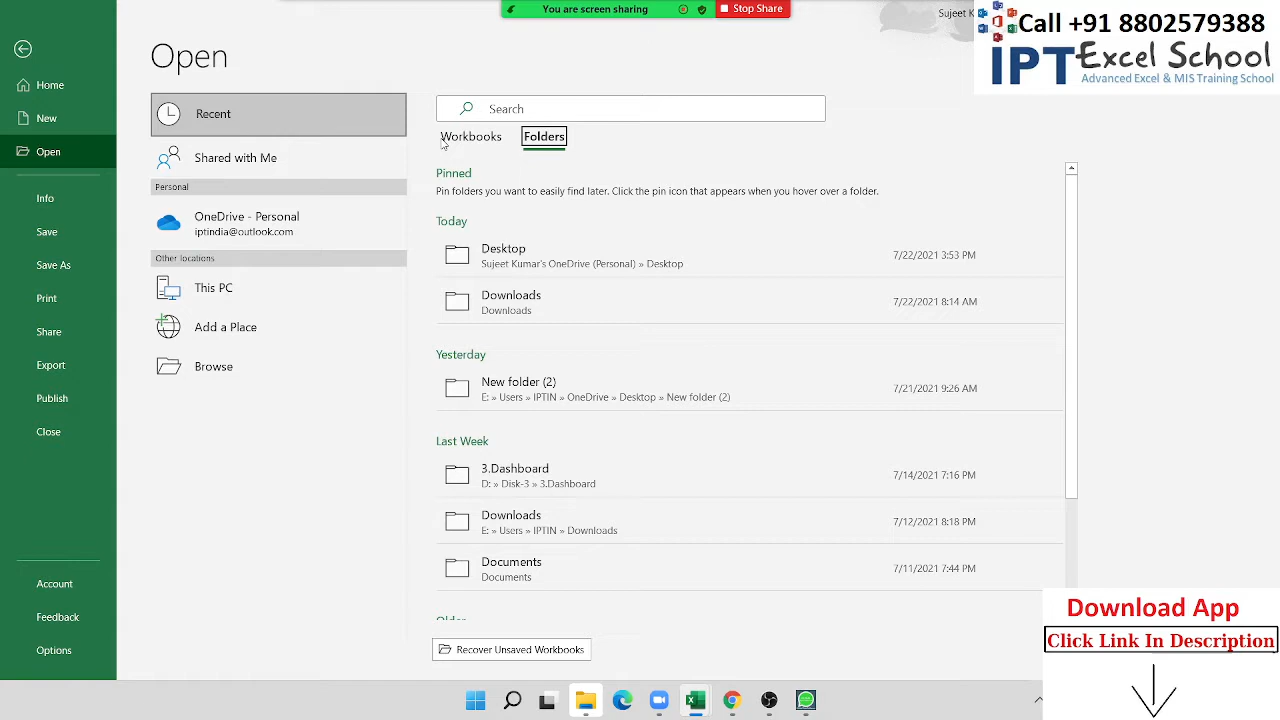 You are screen sharing
Stop Share
Sujeet K
Call +91 8802579388
IPT Excel School
Advanced Excel & MIS Training School
Open
Home
New
Open
Info
Save
Save As
Print
Share
Export
Publish
Close
Account
Feedback
Options
Recent
Shared with Me
Personal
OneDrive - Personal
iptindia@outlook.com
Other locations
This PC
Add a Place
Browse
Search
Workbooks Folders
Pinned
Pin folders you want to easily find later. Click the pin icon that appears when you hover over a folder.
Today
Desktop
Sujeet Kumar's OneDrive (Personal) » Desktop
7/22/2021 3:53 PM
Downloads
Downloads
7/22/2021 8:14 AM
Yesterday
New folder (2)
E: » Users » IPTIN » OneDrive » Desktop » New folder (2)
7/21/2021 9:26 AM
Last Week
3.Dashboard
D: » Disk-3 » 3.Dashboard
7/14/2021 7:16 PM
Downloads
E: » Users » IPTIN » Downloads
7/12/2021 8:18 PM
Documents
Documents
7/11/2021 7:44 PM
Older
Recover Unsaved Workbooks
Download App
Click Link In Description